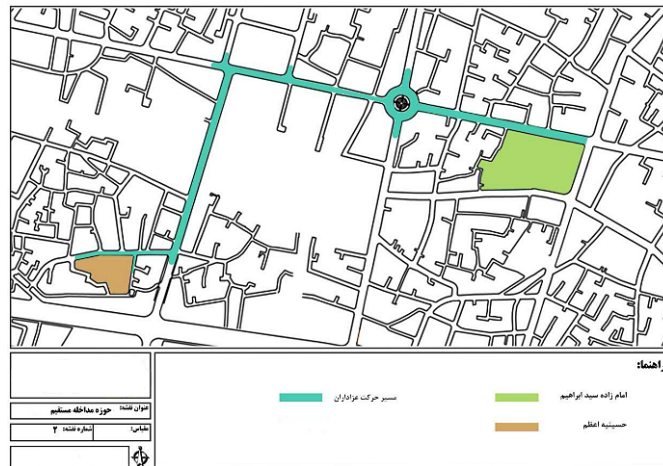 راهنما:
امام زاده سید ابراهیم
مسیر حرکت عزاداران
حسینیه اعظم
عنوان نقشه: حوزه مداخله مستقیم
مقیاس:
شماره نقشه: ۲